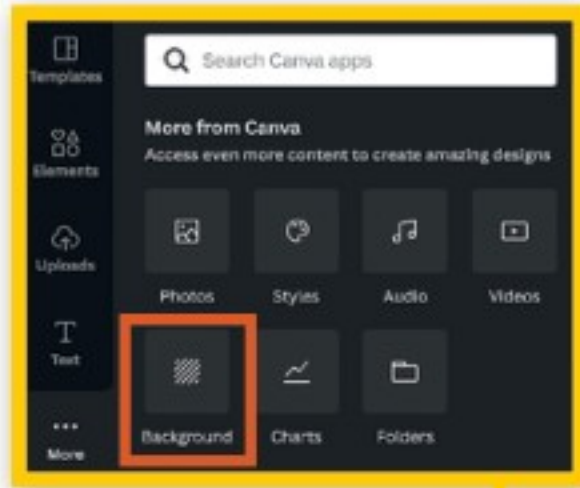 Templates
Search Canva apps
Elements
More from Canva
Access even more content to create amazing designs
Uploads
Photos Styles Audio Videos
Text
Background Charts Folders
More